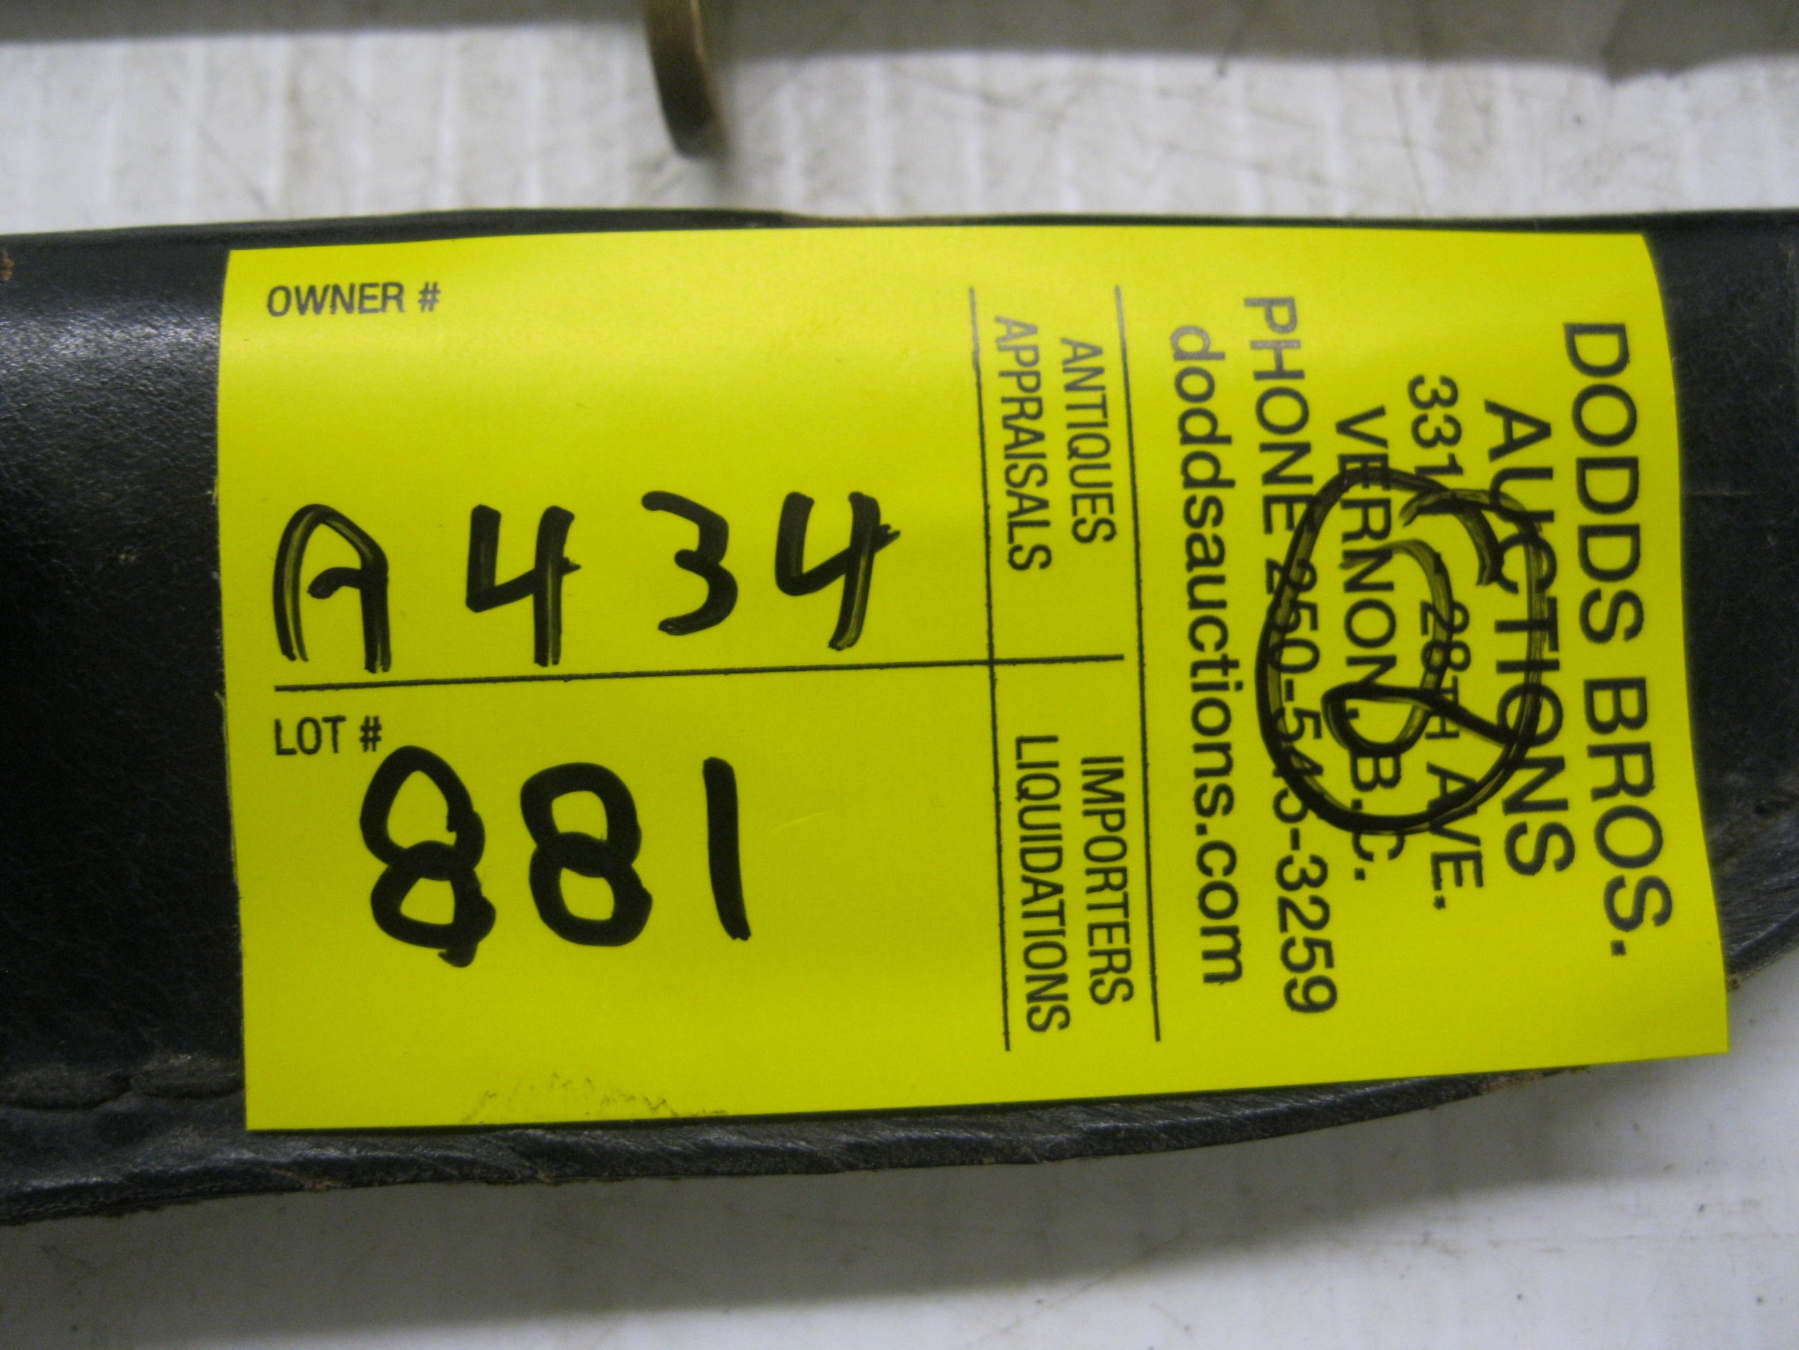 DODDS BROS.
AUCTIONS
28TH AVE.
VERNON, B.C.
PHONE 250-545-3259
doddsauctions.com
ANTIQUES
APPRAISALS
IMPORTERS
LIQUIDATIONS
OWNER #
A434
LOT #
881